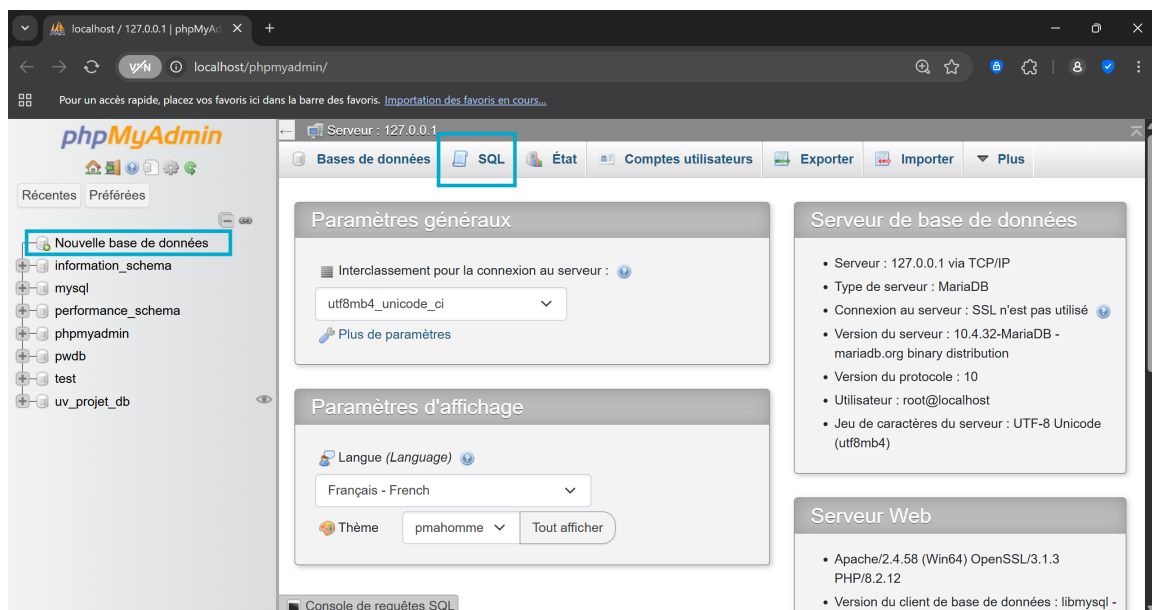 localhost / 127.0.0.1 | phpMyAd
VPN
localhost/phpmyadmin/
Pour un accès rapide, placez vos favoris ici dans la barre des favoris. Importation des favoris en cours...
phpMyAdmin
Récentes Préférées
Nouvelle base de données
information_schema
mysql
performance_schema
phpmyadmin
pwdb
test
uv_projet_db
Serveur : 127.0.0.1
Bases de données SQL État Comptes utilisateurs Exporter Importer Plus
Paramètres généraux
Interclassement pour la connexion au serveur :
utf8mb4_unicode_ci
Plus de paramètres
Paramètres d'affichage
Langue (Language)
Français - French
Thème pmahomme Tout afficher
Console de requêtes SQL
Serveur de base de données
Serveur : 127.0.0.1 via TCP/IP
Type de serveur : MariaDB
Connexion au serveur : SSL n'est pas utilisé
Version du serveur : 10.4.32-MariaDB -
mariadb.org binary distribution
Version du protocole : 10
Utilisateur : root@localhost
Jeu de caractères du serveur : UTF-8 Unicode
(utf8mb4)
Serveur Web
Apache/2.4.58 (Win64) OpenSSL/3.1.3
PHP/8.2.12
Version du client de base de données : libmysql -